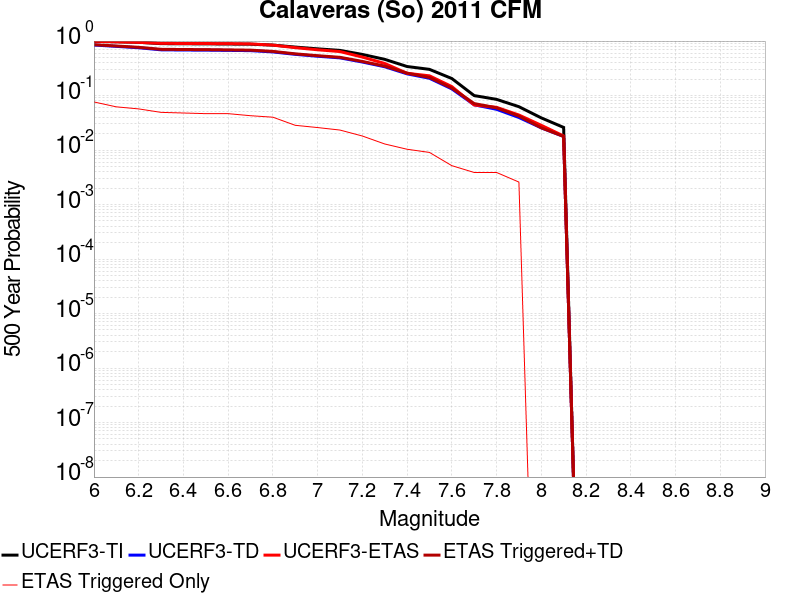 Calaveras (So) 2011 CFM
10^0
10^-1
10^-2
10^-3
10^-4
10^-5
10^-6
10^-7
10^-8
500 Year Probability
6 6.2 6.4 6.6 6.8 7 7.2 7.4 7.6 7.8 8 8.2 8.4 8.6 8.8 9
Magnitude
UCERF3-TI UCERF3-TD UCERF3-ETAS ETAS Triggered+TD
ETAS Triggered Only